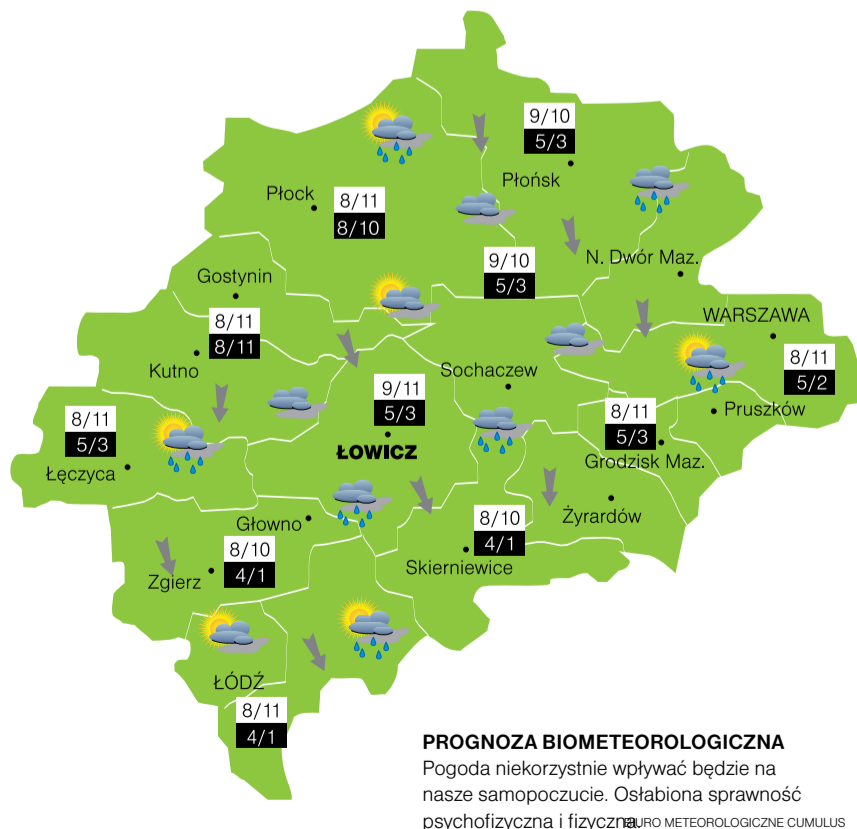 9/10
5/3
Płońsk
Płock
8/11
8/10
N. Dwór Maz.
9/10
5/3
Gostynin
8/11
8/11
Kutno
WARSZAWA
8/11
5/2
Sochaczew
9/11
5/3
ŁOWICZ
8/11
5/3
Łęczyca
8/11
5/3
Pruszków
Grodzisk Maz.
Żyrardów
Głowno
8/10
4/1
Skierniewice
8/10
4/1
Zgierz
ŁÓDŹ
8/11
4/1
PROGNOZA BIOMETEOROLOGICZNA
Pogoda niekorzystnie wpływać będzie na
nasze samopoczucie. Osłabiona sprawność
psychofizyczna i fizyczna.
BIURO METEOROLOGICZNE CUMULUS